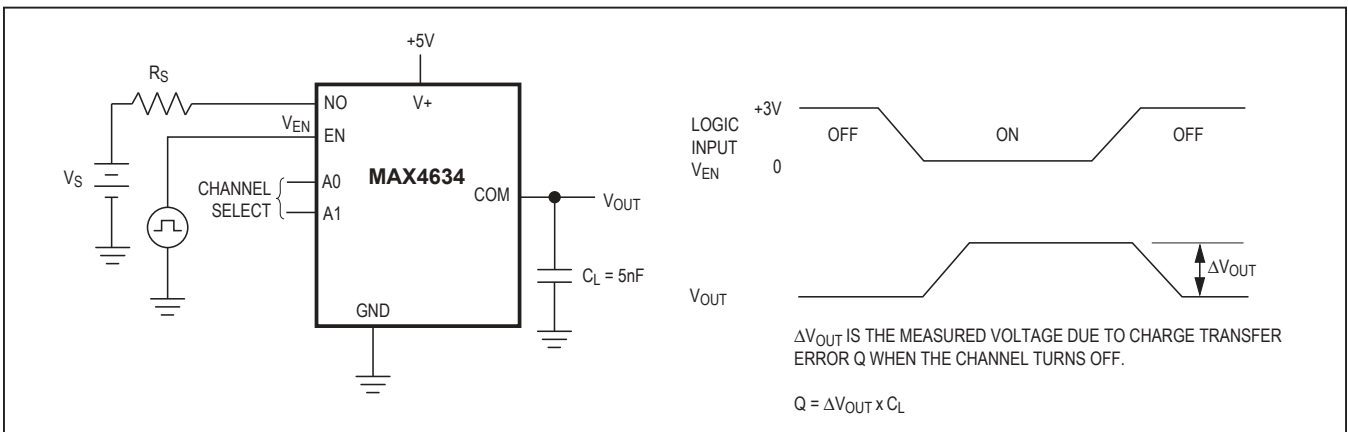 +5V
RS
NO
V+
VEN
EN
VS
CHANNEL
SELECT
A0
A1
MAX4634
COM
VOUT
CL = 5nF
GND
LOGIC
INPUT
VEN
+3V
0
OFF
ON
OFF
VOUT
ΔVOUT
ΔVOUT IS THE MEASURED VOLTAGE DUE TO CHARGE TRANSFER
ERROR Q WHEN THE CHANNEL TURNS OFF.
Q = ΔVOUT x CL